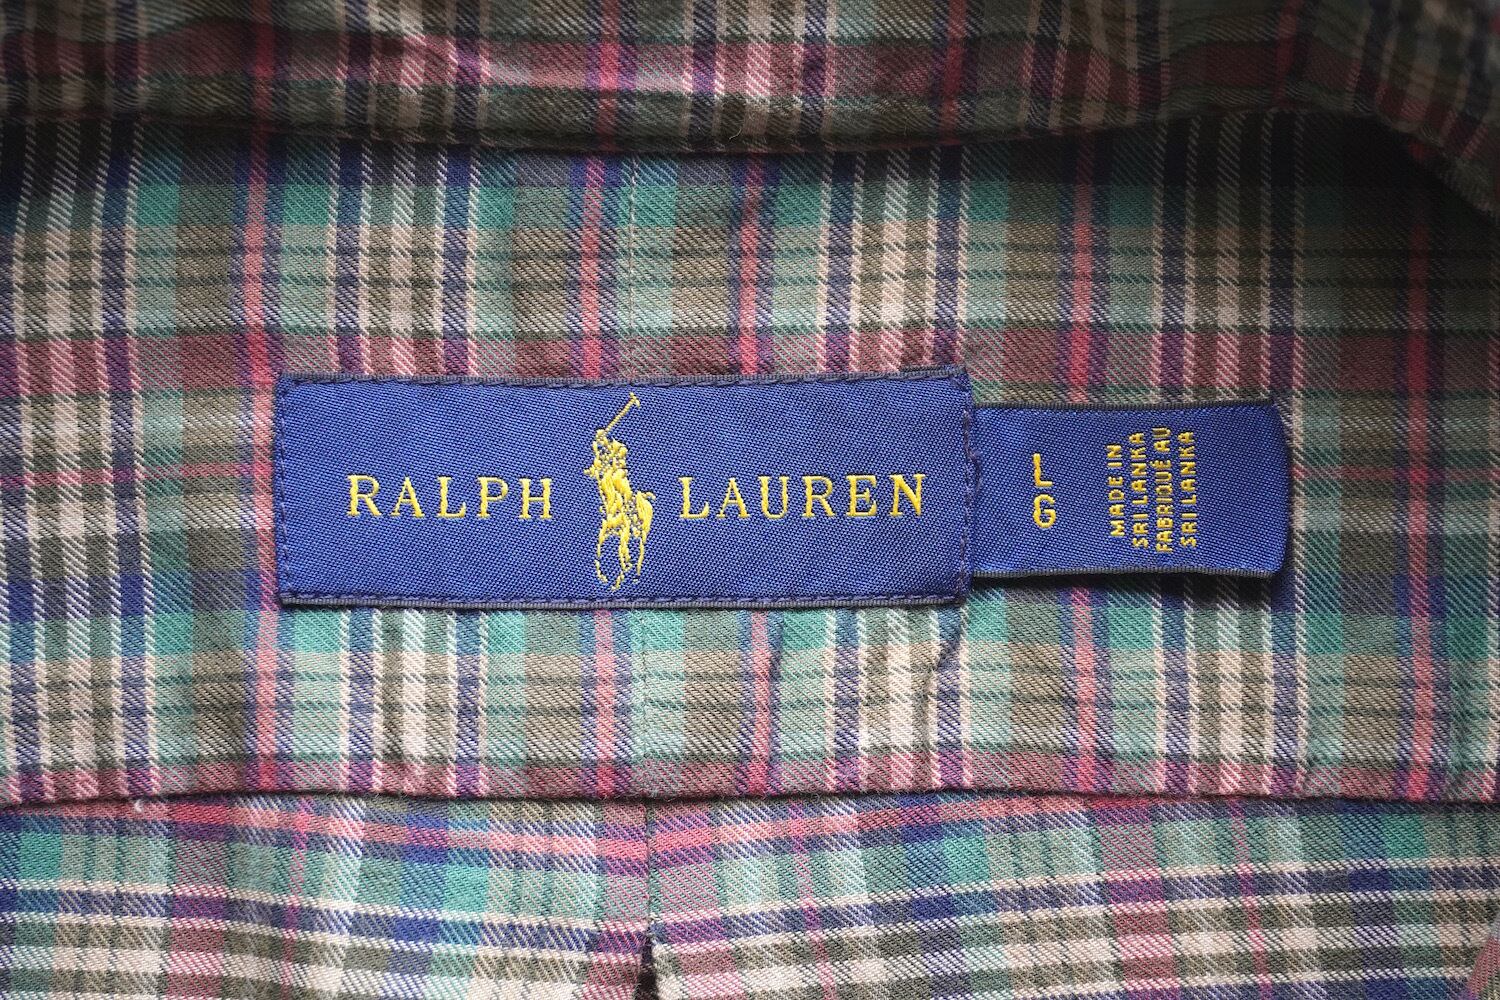 RALPH LAUREN
L
G
MADE IN
SRI LANKA
FABRIQUÉ AU
SRI LANKA